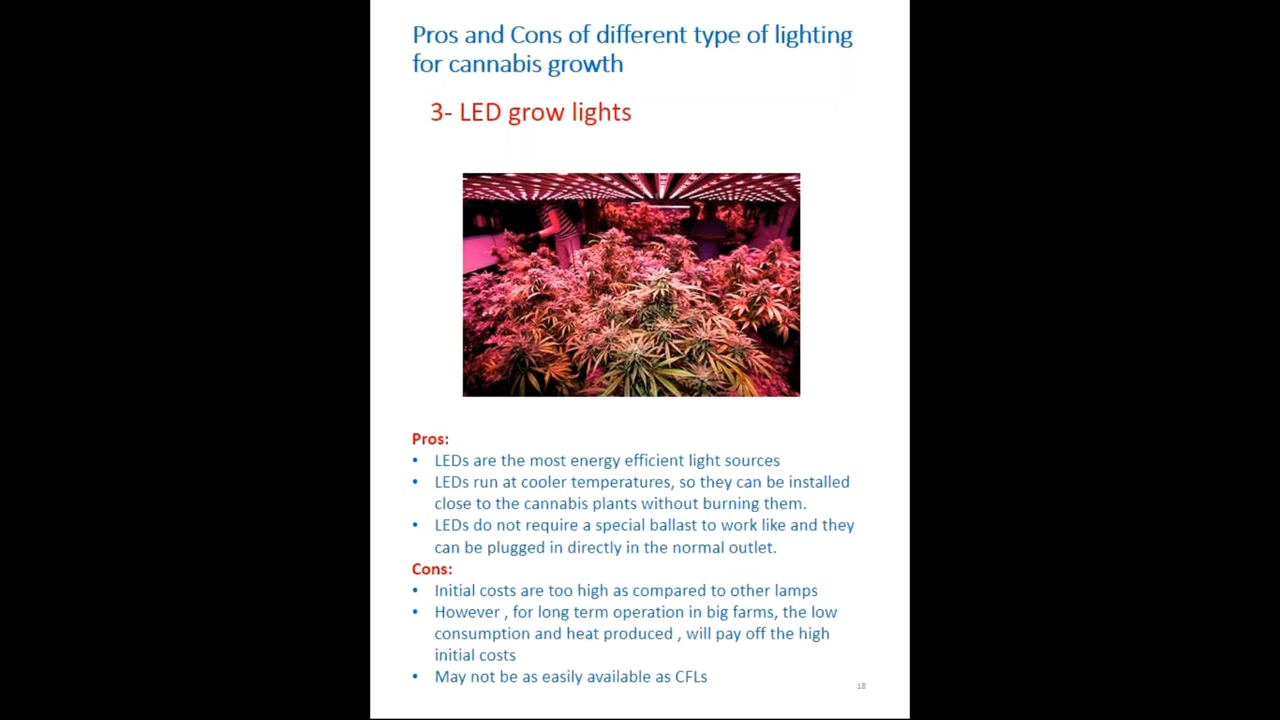 Pros and Cons of different type of lighting
for cannabis growth
3- LED grow lights
Pros:
• LEDs are the most energy efficient light sources
• LEDs run at cooler temperatures, so they can be installed
close to the cannabis plants without burning them.
• LEDs do not require a special ballast to work like and they
can be plugged in directly in the normal outlet.
Cons:
• Initial costs are too high as compared to other lamps
• However , for long term operation in big farms, the low
consumption and heat produced , will pay off the high
initial costs
• May not be as easily available as CFLs
18